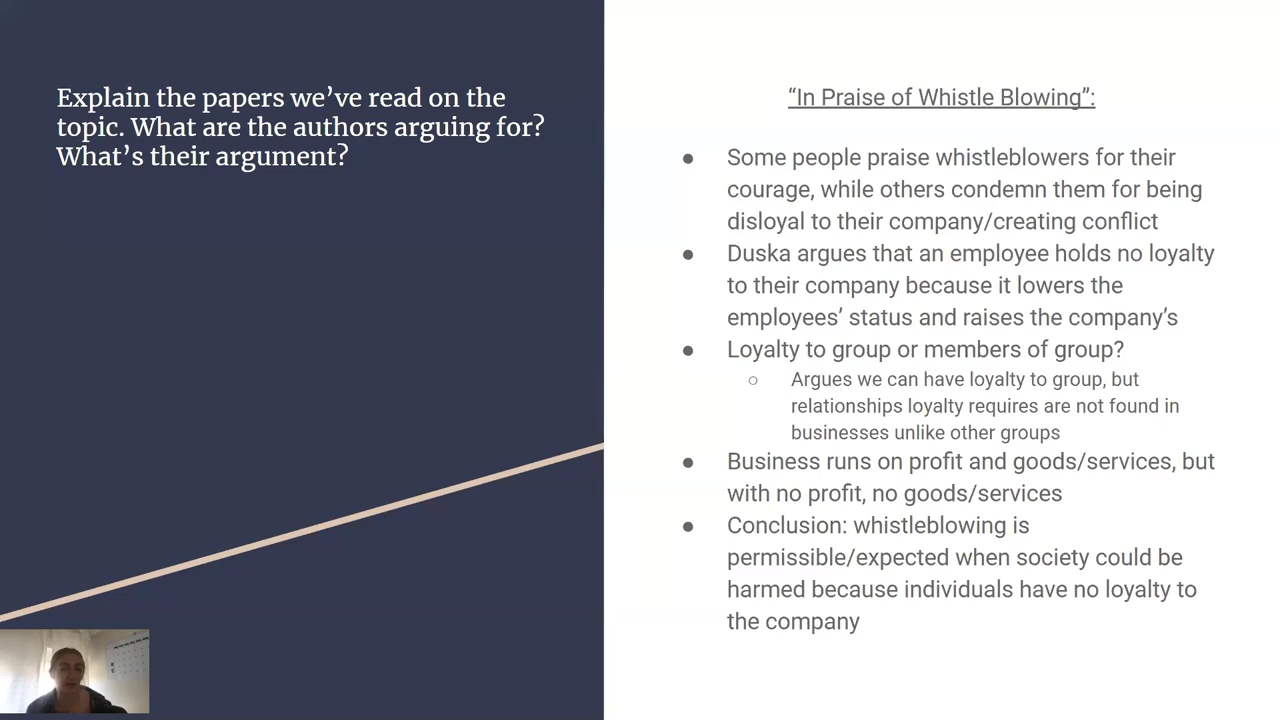 Explain the papers we’ve read on the
topic. What are the authors arguing for?
What’s their argument?
“In Praise of Whistle Blowing”:
● Some people praise whistleblowers for their
courage, while others condemn them for being
disloyal to their company/creating conflict
● Duska argues that an employee holds no loyalty
to their company because it lowers the
employees’ status and raises the company’s
● Loyalty to group or members of group?
○ Argues we can have loyalty to group, but
relationships loyalty requires are not found in
businesses unlike other groups
● Business runs on profit and goods/services, but
with no profit, no goods/services
● Conclusion: whistleblowing is
permissible/expected when society could be
harmed because individuals have no loyalty to
the company